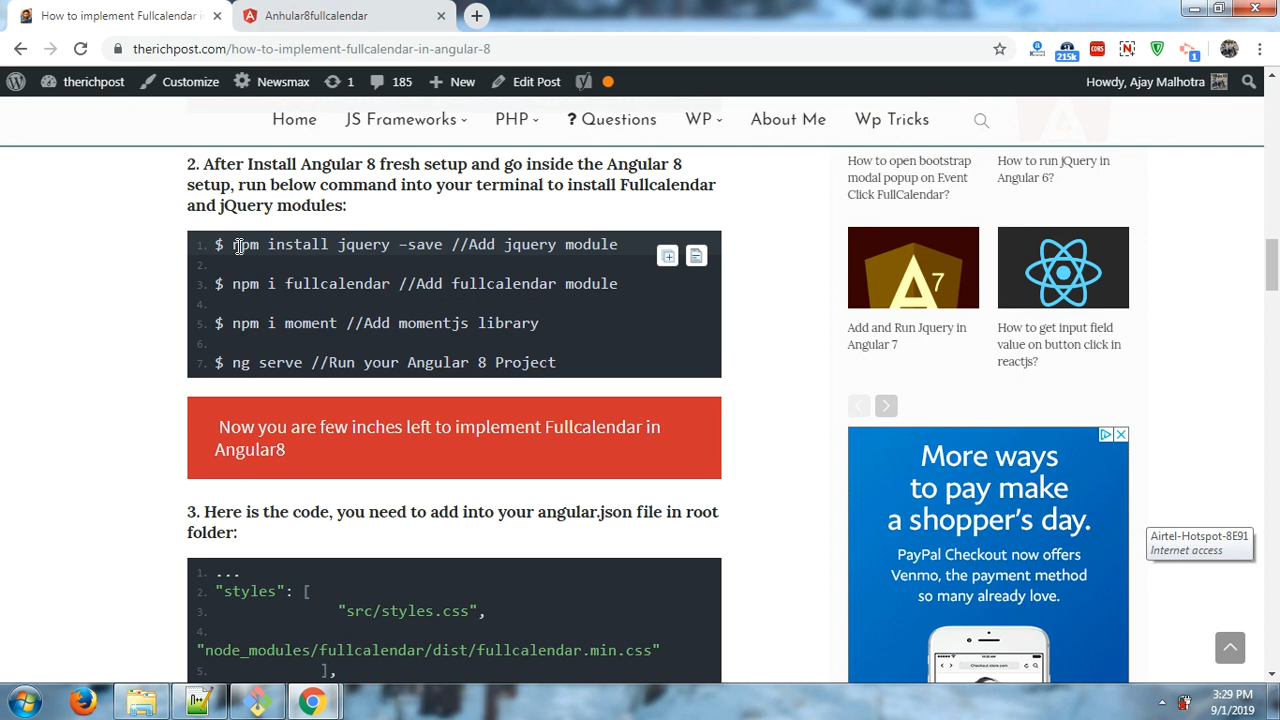 How to implement Fullcalendar in
Anhular8fullcalendar
therichpost.com/how-to-implement-fullcalendar-in-angular-8
215k
CORS
1
therichpost
Customize
Newsmax
1
185
New
Edit Post
Howdy, Ajay Malhotra
Home
JS Frameworks
PHP
? Questions
WP
About Me
Wp Tricks
2. After Install Angular 8 fresh setup and go inside the Angular 8
setup, run below command into your terminal to install Fullcalendar
and jQuery modules:
1. $ npm install jquery –save //Add jquery module
2.
3. $ npm i fullcalendar //Add fullcalendar module
4.
5. $ npm i moment //Add momentjs library
6.
7. $ ng serve //Run your Angular 8 Project
Now you are few inches left to implement Fullcalendar in
Angular8
3. Here is the code, you need to add into your angular.json file in root
folder:
1. ...
2. "styles": [
3. "src/styles.css",
4.
"node_modules/fullcalendar/dist/fullcalendar.min.css"
5. ],
How to open bootstrap
modal popup on Event
Click FullCalendar?
How to run jQuery in
Angular 6?
7
Add and Run Jquery in
Angular 7
How to get input field
value on button click in
reactjs?
More ways
to pay make
a shopper's day.
PayPal Checkout now offers
Venmo, the payment method
so many already love.
Airtel-Hotspot-8E91
Internet access
3:29 PM
9/1/2019